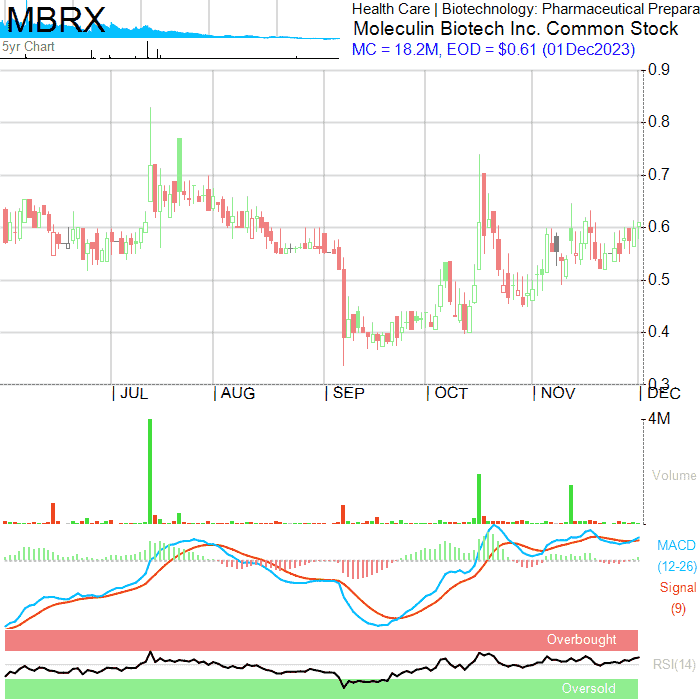 MBRX
5yr Chart
Health Care | Biotechnology: Pharmaceutical Prepara
Moleculin Biotech Inc. Common Stock
MC = 18.2M, EOD = $0.61 (01Dec2023)
0.9
0.8
0.7
0.6
0.5
0.4
0.3
JUL
AUG
SEP
OCT
NOV
DEC
4M
Volume
MACD
(12-26)
Signal
(9)
Overbought
RSI(14)
Oversold